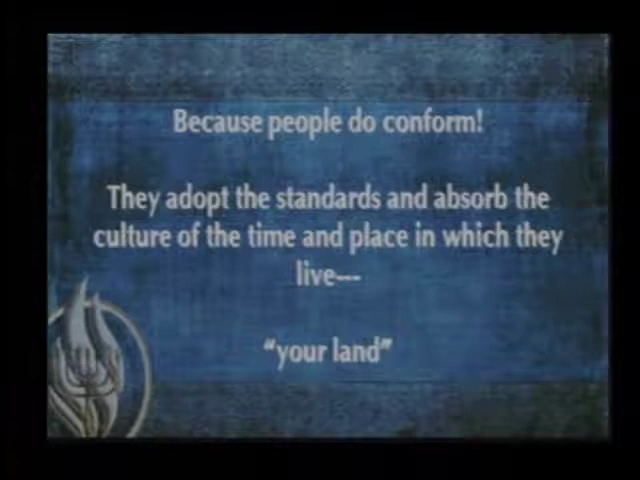 Because people do conform!
They adopt the standards and absorb the
culture of the time and place in which they
live---
“your land”